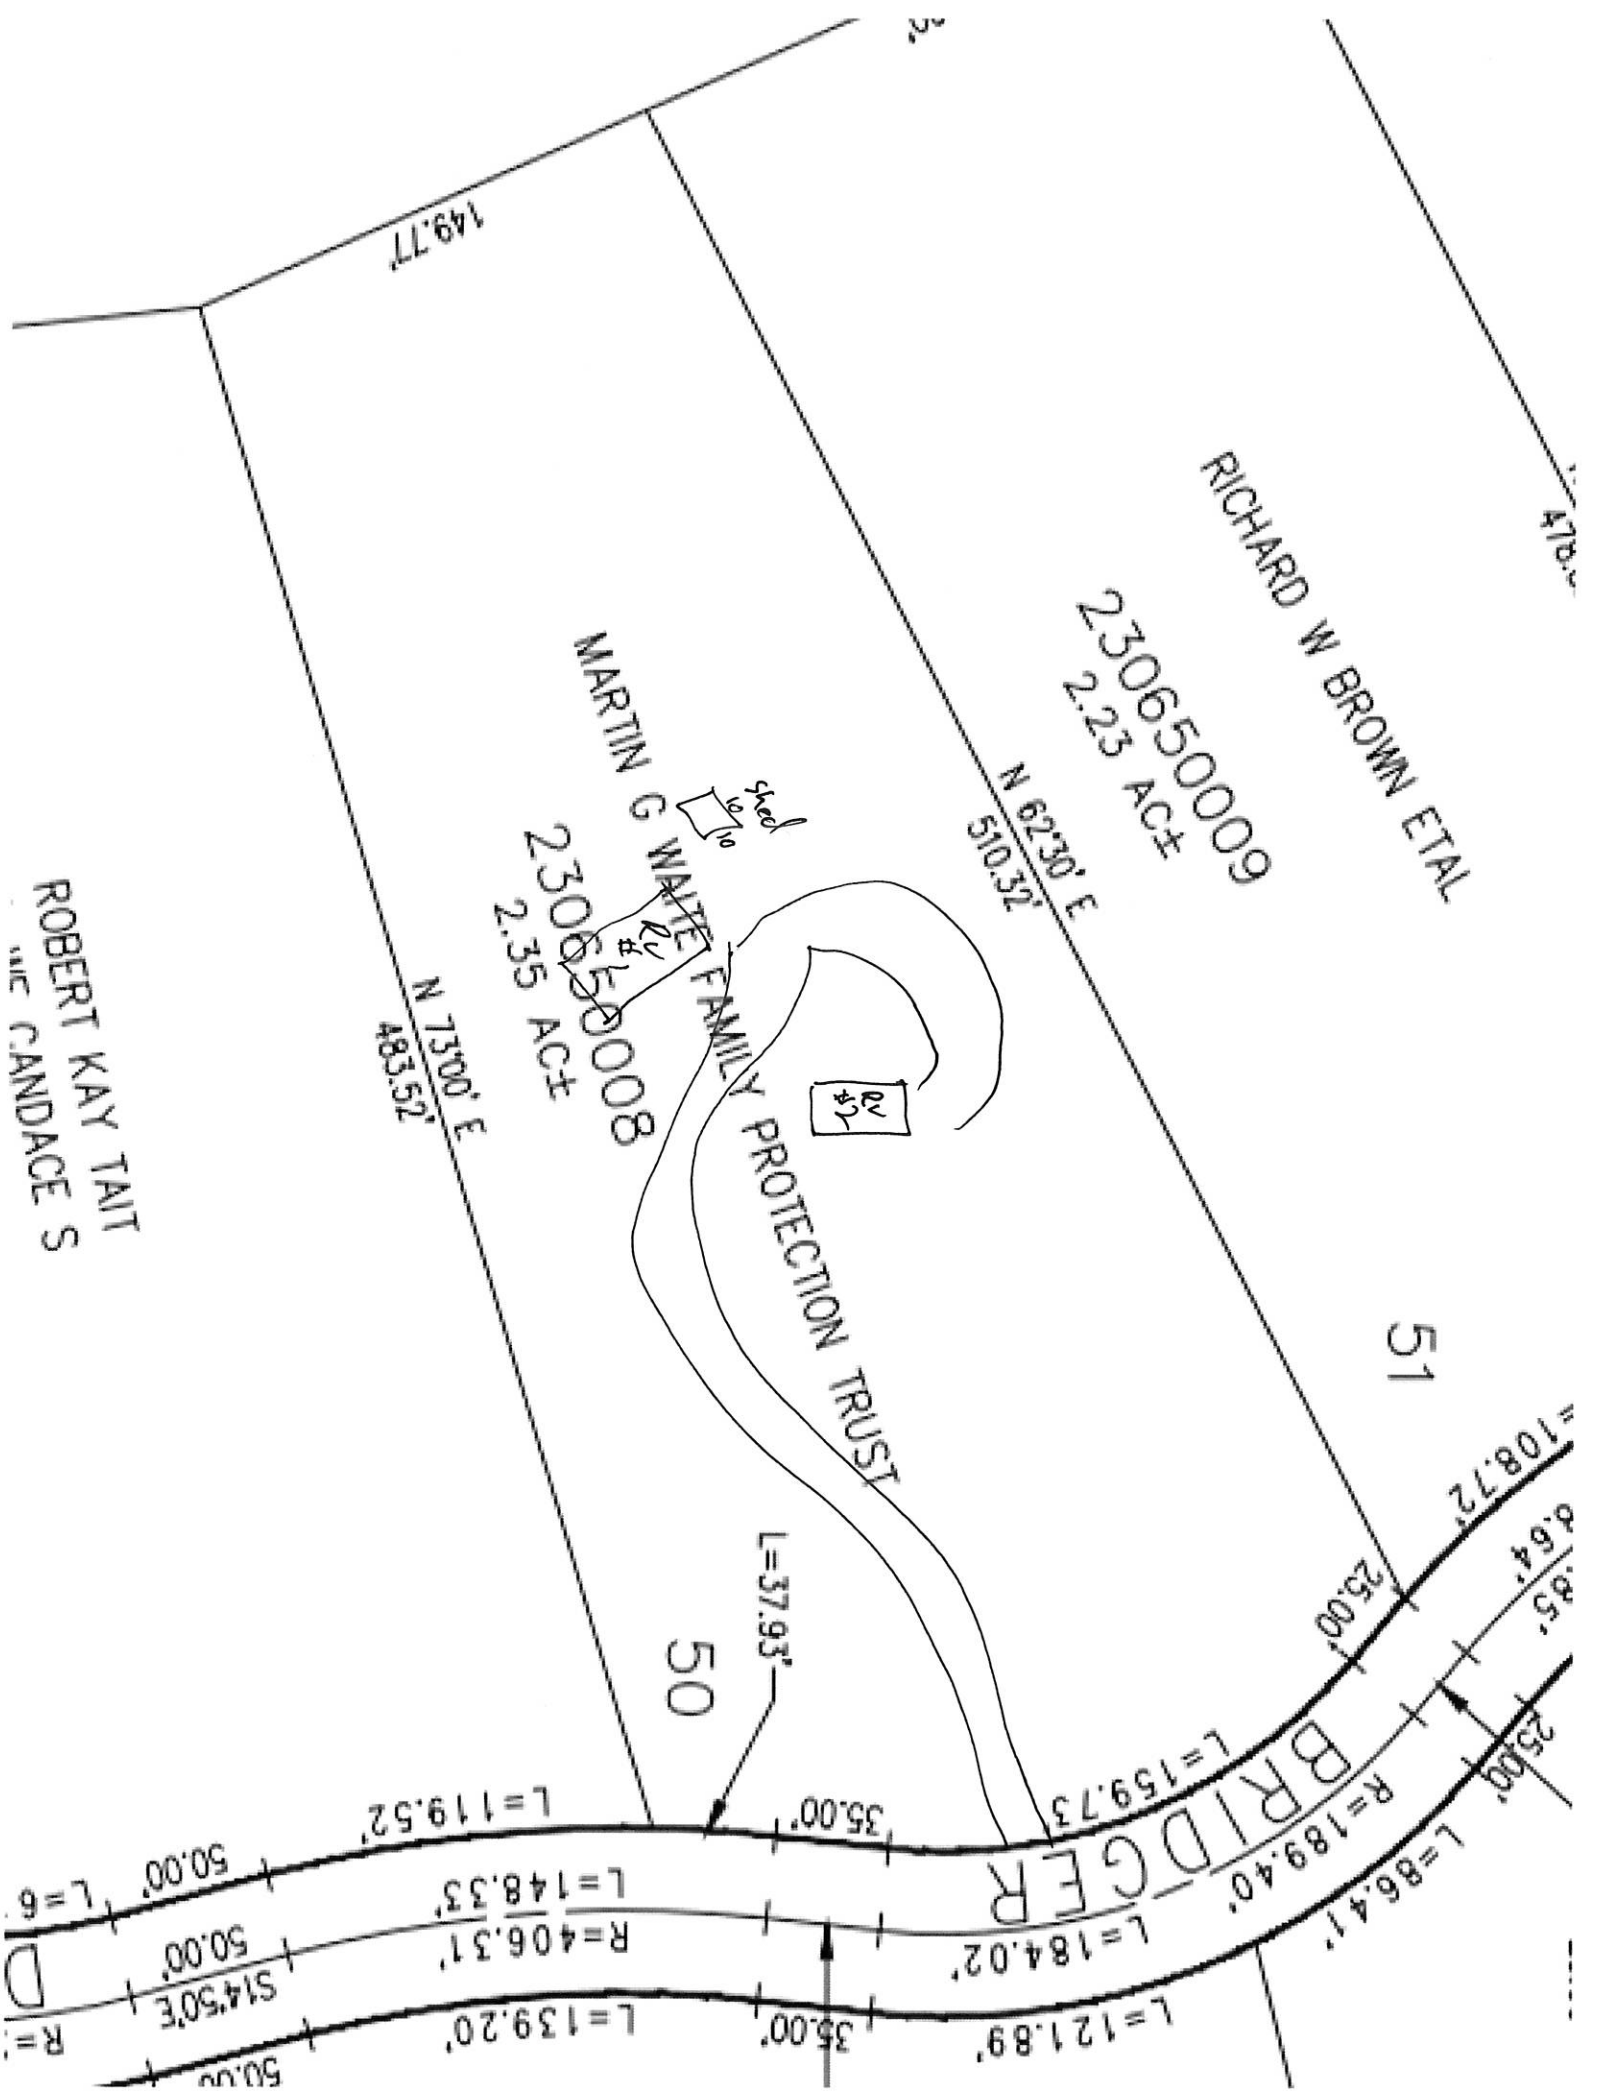 149.77'
RICHARD W BROWN ETAL
230650009
2.23 AC±
N 62°30' E
510.32'
MARTIN G WAITE FAMILY PROTECTION TRUST
230650008
2.35 AC±
shed
10
10
RV
#1
RV
#2
N 73°00' E
483.52'
ROBERT KAY TAIT
CANDACE S
51
50
L=37.93'
=108.72'
25.00'
25.00'
BRIDGER
L=159.73
R=189.40'
L=86.41'
35.00'
L=184.02'
L=121.89'
35.00'
L=119.52'
L=148.33'
R=406.31'
L=139.20'
50.00'
50.00'
S14°50'E
50.00
L=6
D
R=